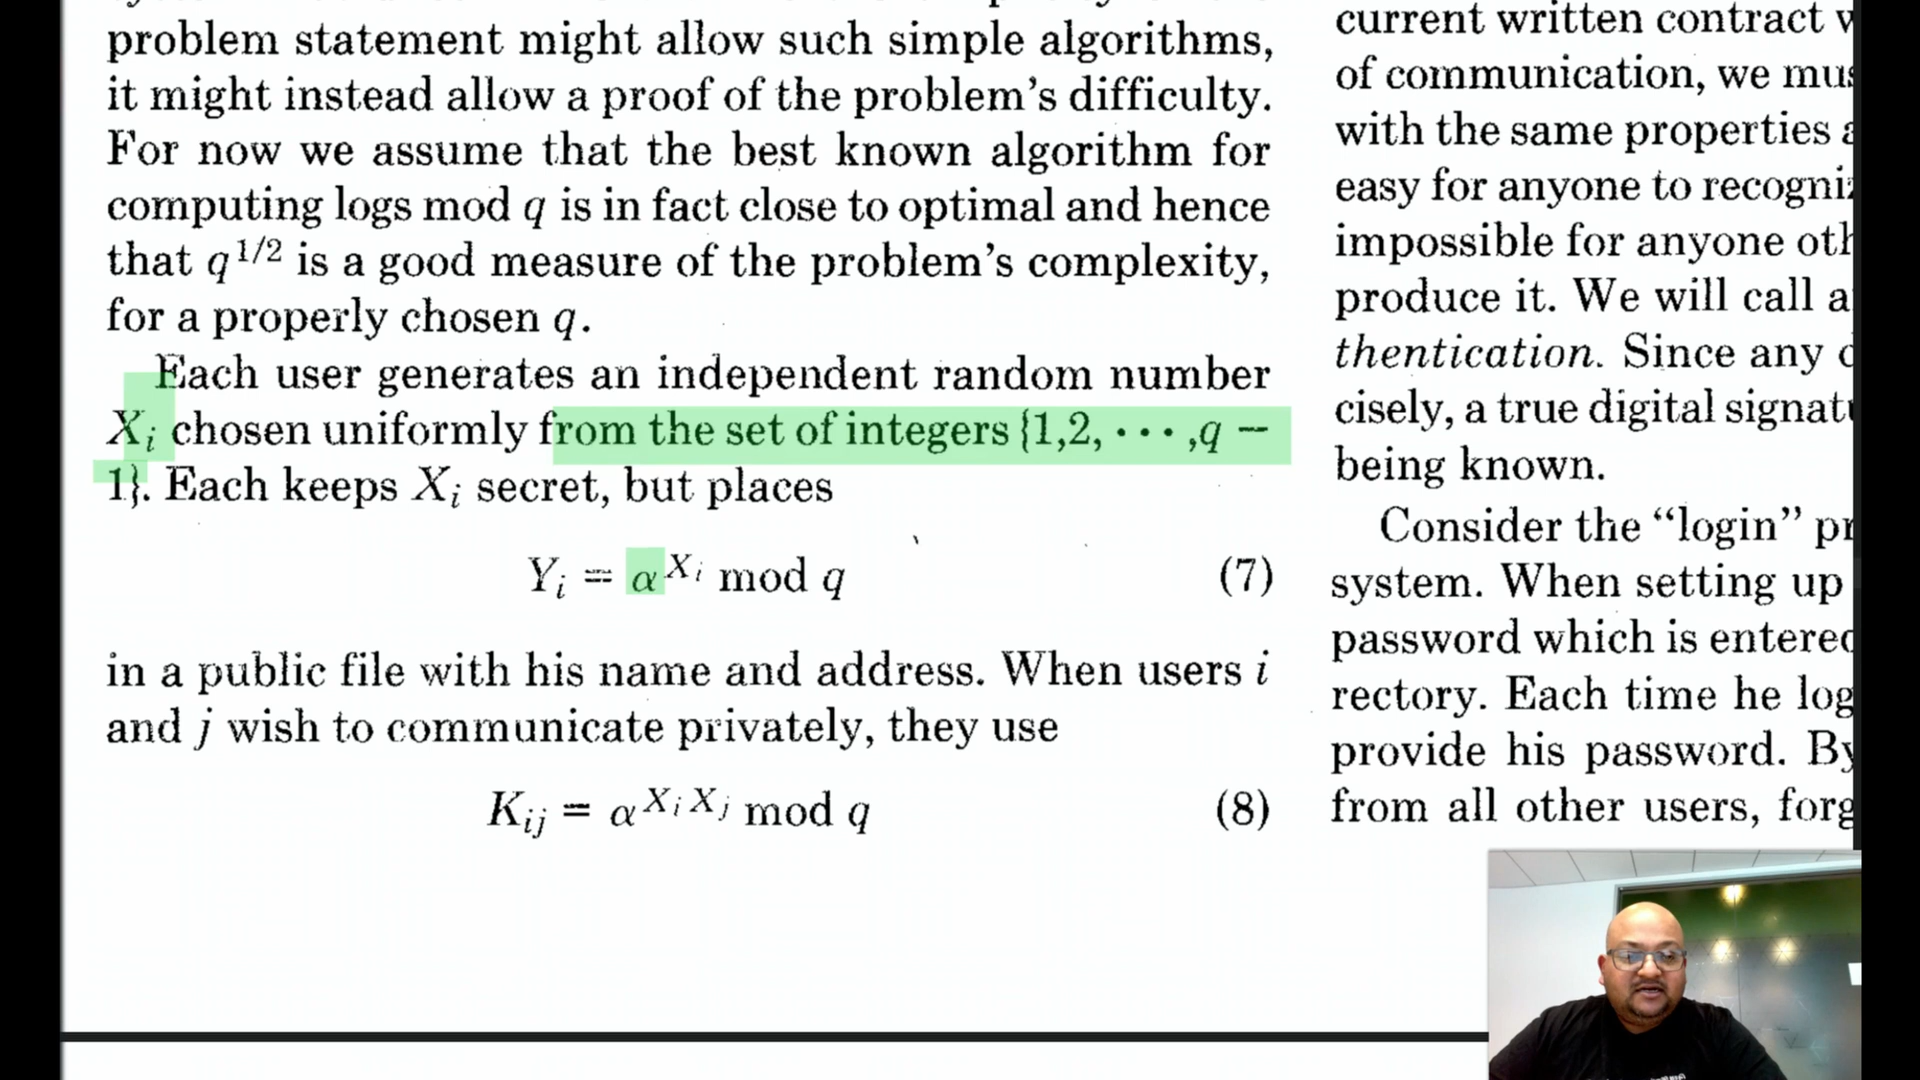 problem statement might allow such simple algorithms,
it might instead allow a proof of the problem's difficulty.
For now we assume that the best known algorithm for
computing logs mod q is in fact close to optimal and hence
that q^{1/2} is a good measure of the problem's complexity,
for a properly chosen q.
Each user generates an independent random number
X_i chosen uniformly from the set of integers {1,2, ··· ,q −
1}. Each keeps X_i secret, but places
Y_i = α^{X_i} mod q (7)
in a public file with his name and address. When users i
and j wish to communicate privately, they use
K_{ij} = α^{X_i X_j} mod q (8)
current written contract
of communication, we
with the same properties
easy for anyone to
impossible for anyone
produce it. We will call a
thentication. Since any
cisely, a true digital
being known.
Consider the “login”
system. When setting up
password which is
rectory. Each time he
provide his password.
from all other users,